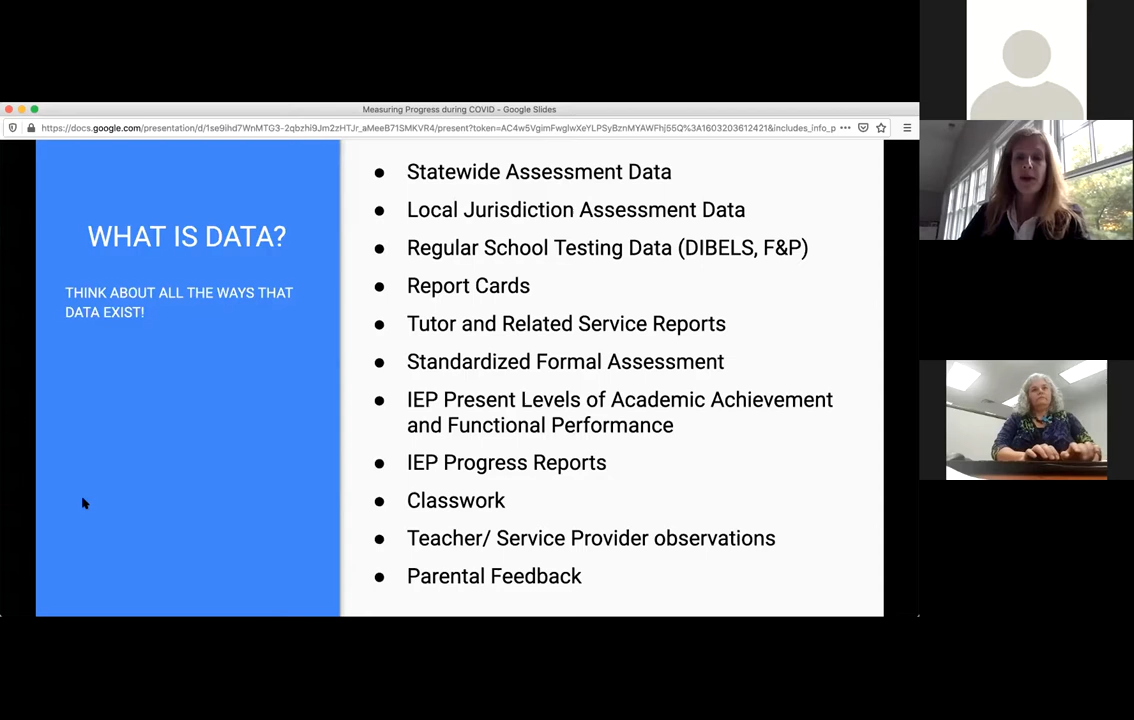 Measuring Progress during COVID - Google Slides
WHAT IS DATA?
THINK ABOUT ALL THE WAYS THAT
DATA EXIST!
● Statewide Assessment Data
● Local Jurisdiction Assessment Data
● Regular School Testing Data (DIBELS, F&P)
● Report Cards
● Tutor and Related Service Reports
● Standardized Formal Assessment
● IEP Present Levels of Academic Achievement
and Functional Performance
● IEP Progress Reports
● Classwork
● Teacher/ Service Provider observations
● Parental Feedback